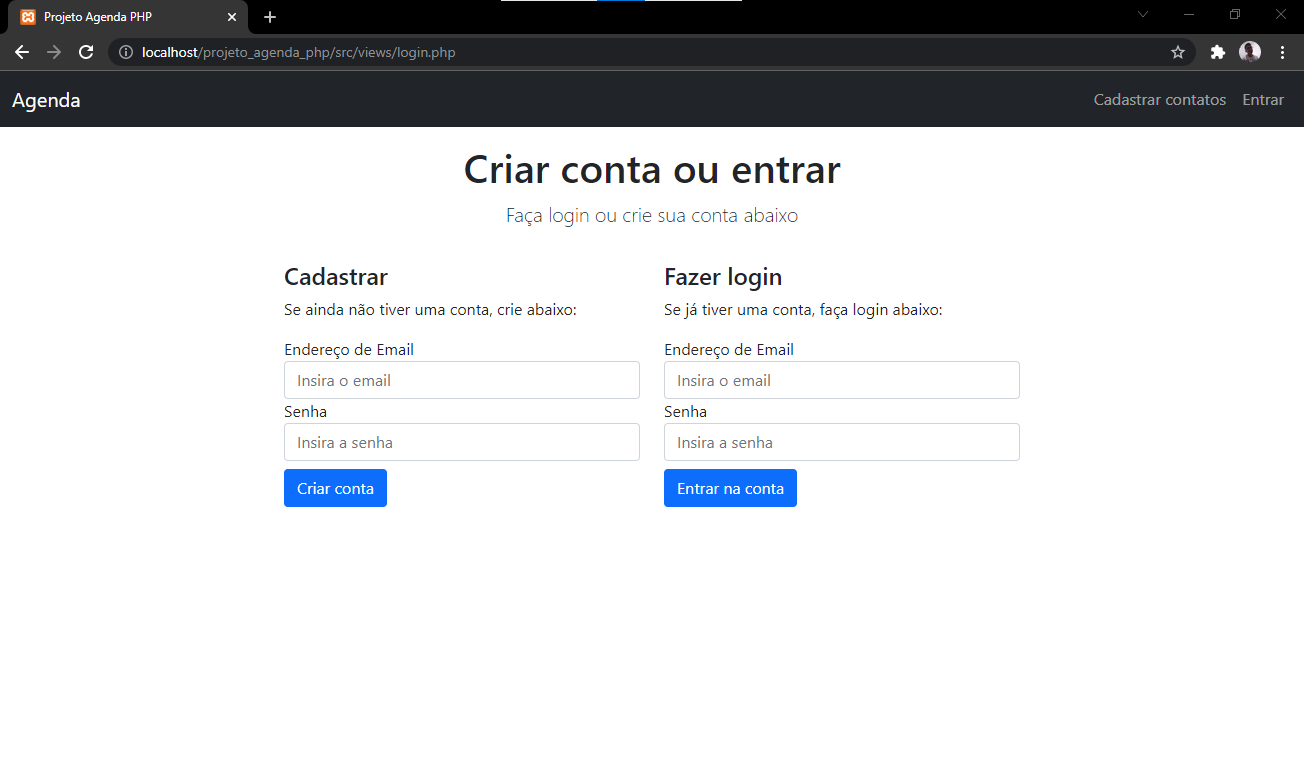 Projeto Agenda PHP
localhost/projeto_agenda_php/src/views/login.php
Agenda
Cadastrar contatos Entrar
Criar conta ou entrar
Faça login ou crie sua conta abaixo
Cadastrar
Se ainda não tiver uma conta, crie abaixo:
Endereço de Email
Insira o email
Senha
Insira a senha
Criar conta
Fazer login
Se já tiver uma conta, faça login abaixo:
Endereço de Email
Insira o email
Senha
Insira a senha
Entrar na conta